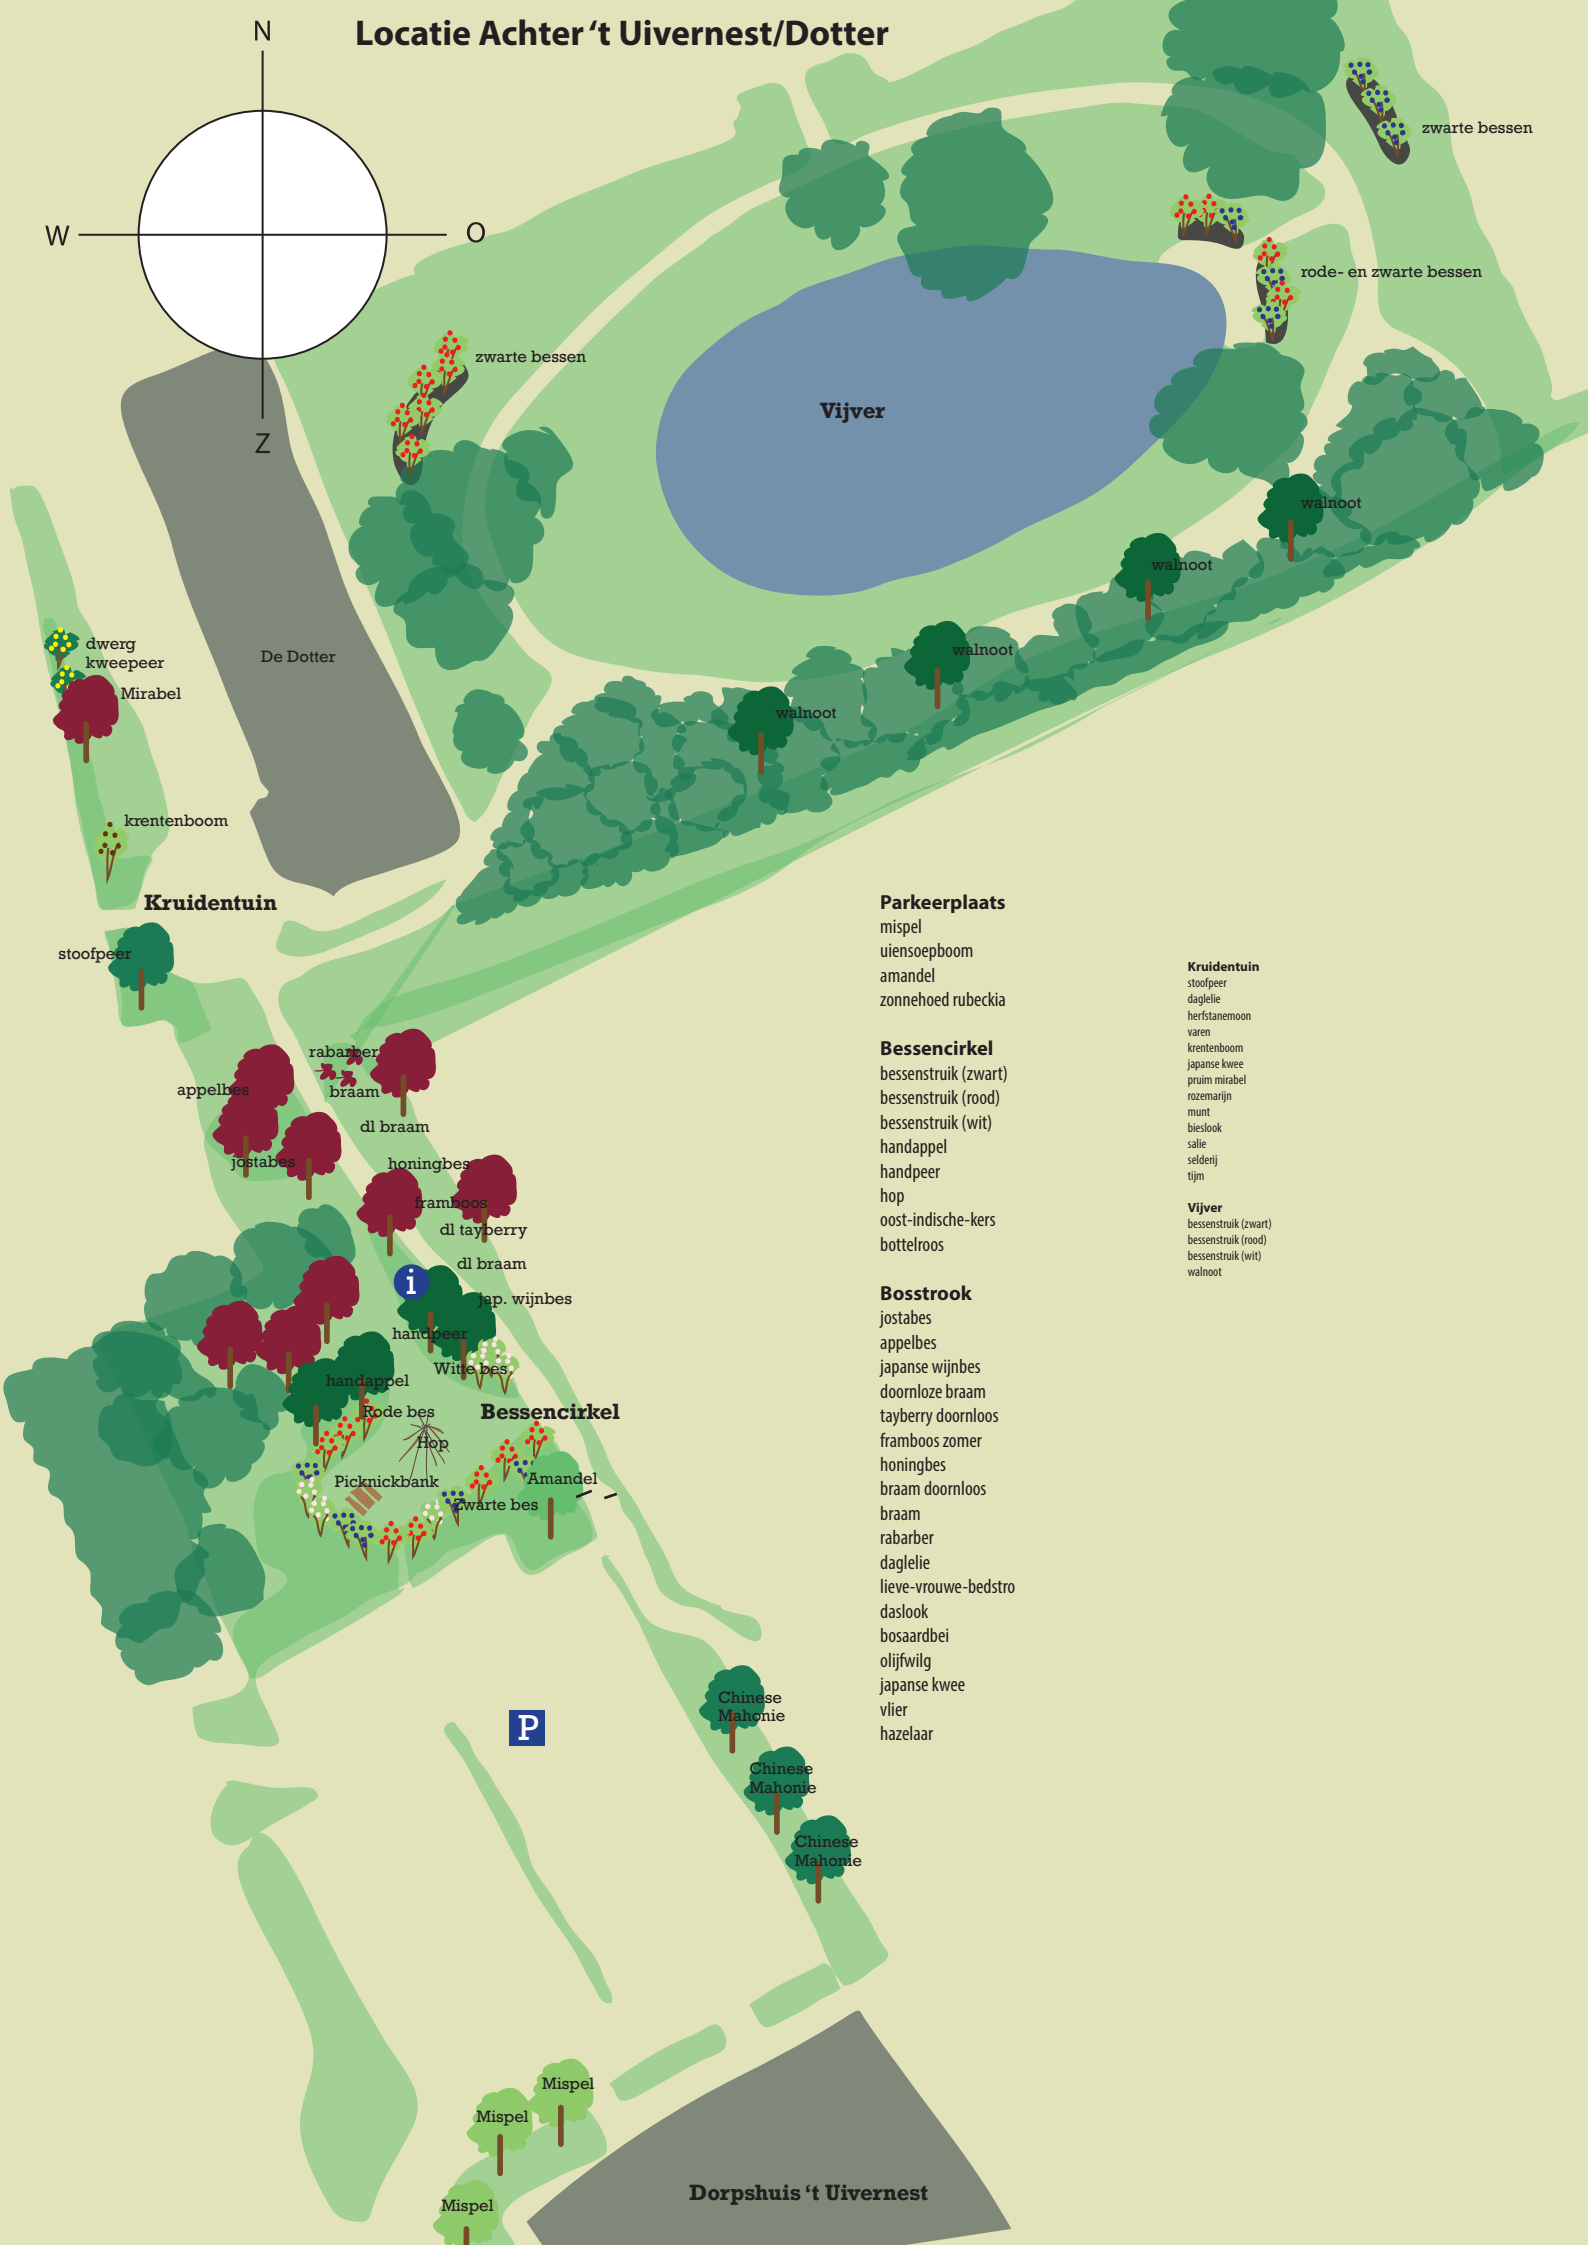 Locatie Achter ‘t Uivernest/Dotter
N
W
O
Z
zwarte bessen
rode- en zwarte bessen
zwarte bessen
Vijver
walnoot
walnoot
walnoot
walnoot
De Dotter
dwerg
kweepeer
Mirabel
krentenboom
Kruidentuin
stoofpeer
rabarber
appelbes
braam
dl braam
jostabes
honingbes
framboos
dl tayberry
dl braam
i
jap. wijnbes
handpeer
Witte bes
handappel
Rode bes
Bessencirkel
Hop
Picknickbank
Amandel
Zwarte bes
P
Chinese
Mahonie
Chinese
Mahonie
Chinese
Mahonie
Mispel
Mispel
Mispel
Dorpshuis ‘t Uivernest
Parkeerplaats
mispel
uiensoepboom
amandel
zonnehoed rubeckia
Bessencirkel
bessenstruik (zwart)
bessenstruik (rood)
bessenstruik (wit)
handappel
handpeer
hop
oost-indische-kers
bottelroos
Bosstrook
jostabes
appelbes
japanse wijnbes
doornloze braam
tayberry doornloos
framboos zomer
honingbes
braam doornloos
braam
rabarber
daglelie
lieve-vrouwe-bedstro
daslook
bosaardbei
olijfwilg
japanse kwee
vlier
hazelaar
Kruidentuin
stoofpeer
daglelie
herfstanemoon
varen
krentenboom
japanse kwee
pruim mirabel
rozemarijn
munt
bieslook
salie
selderij
tijm
Vijver
bessenstruik (zwart)
bessenstruik (rood)
bessenstruik (wit)
walnoot